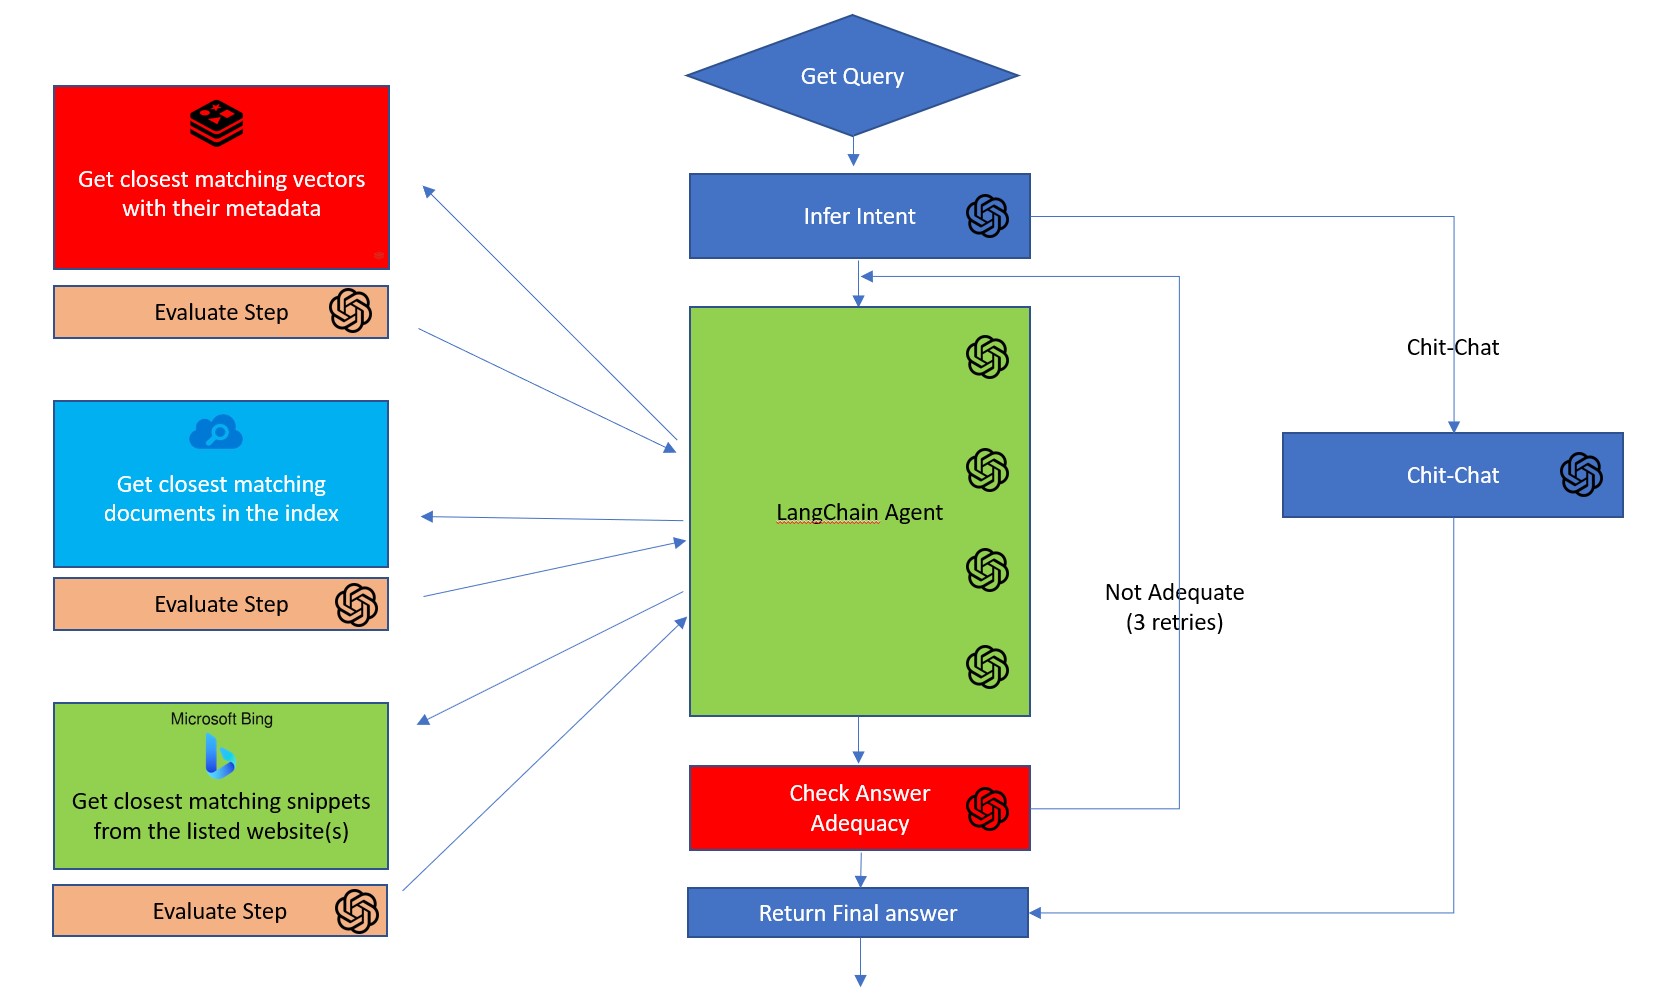 Get Query
Infer Intent
Get closest matching vectors
with their metadata
Evaluate Step
Chit-Chat
Get closest matching
documents in the index
Evaluate Step
LangChain Agent
Chit-Chat
Not Adequate
(3 retries)
Microsoft Bing
Get closest matching snippets
from the listed website(s)
Evaluate Step
Check Answer
Adequacy
Return Final answer